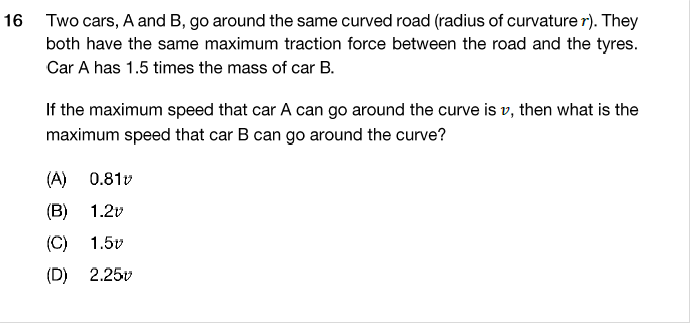 16 Two cars, A and B, go around the same curved road (radius of curvature r). They
both have the same maximum traction force between the road and the tyres.
Car A has 1.5 times the mass of car B.
If the maximum speed that car A can go around the curve is v, then what is the
maximum speed that car B can go around the curve?
(A) 0.81v
(B) 1.2v
(C) 1.5v
(D) 2.25v